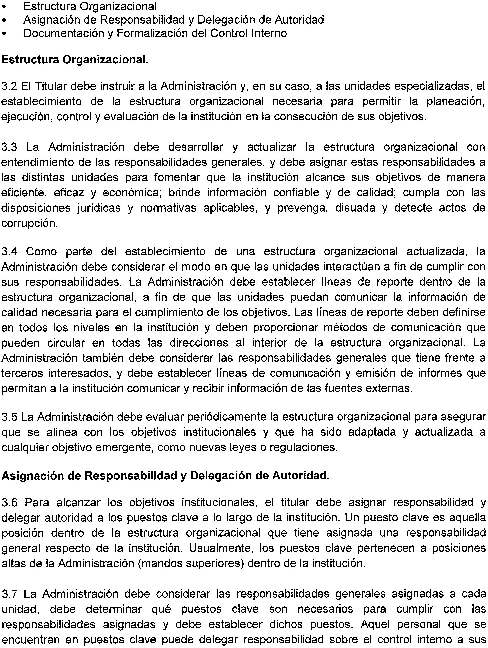 • Estructura Organizacional
• Asignación de Responsabilidad y Delegación de Autoridad
• Documentación y Formalización del Control Interno
Estructura Organizacional.
3.2 El Titular debe instruir a la Administración y, en su caso, a las unidades especializadas, el
establecimiento de la estructura organizacional necesaria para permitir la planeación,
ejecución, control y evaluación de la institución en la consecución de sus objetivos.
3.3 La Administración debe desarrollar y actualizar la estructura organizacional con
entendimiento de las responsabilidades generales, y debe asignar estas responsabilidades a
las distintas unidades para fomentar que la institución alcance sus objetivos de manera
eficiente, eficaz y económica; brinde información confiable y de calidad; cumpla con las
disposiciones jurídicas y normativas aplicables, y prevenga, disuada y detecte actos de
corrupción.
3.4 Como parte del establecimiento de una estructura organizacional actualizada, la
Administración debe considerar el modo en que las unidades interactúan a fin de cumplir con
sus responsabilidades. La Administración debe establecer líneas de reporte dentro de la
estructura organizacional, a fin de que las unidades puedan comunicar la información de
calidad necesaria para el cumplimiento de los objetivos. Las líneas de reporte deben definirse
en todos los niveles en la institución y deben proporcionar métodos de comunicación que
pueden circular en todas las direcciones al interior de la estructura organizacional. La
Administración también debe considerar las responsabilidades generales que tiene frente a
terceros interesados, y debe establecer líneas de comunicación y emisión de informes que
permitan a la institución comunicar y recibir información de las fuentes externas.
3.5 La Administración debe evaluar periódicamente la estructura organizacional para asegurar
que se alinea con los objetivos institucionales y que ha sido adaptada y actualizada a
cualquier objetivo emergente, como nuevas leyes o regulaciones.
Asignación de Responsabilidad y Delegación de Autoridad.
3.6 Para alcanzar los objetivos institucionales, el titular debe asignar responsabilidad y
delegar autoridad a los puestos clave a lo largo de la institución. Un puesto clave es aquella
posición dentro de la estructura organizacional que tiene asignada una responsabilidad
general respecto de la institución. Usualmente, los puestos clave pertenecen a posiciones
altas de la Administración (mandos superiores) dentro de la institución.
3.7 La Administración debe considerar las responsabilidades generales asignadas a cada
unidad, debe determinar qué puestos clave son necesarios para cumplir con las
responsabilidades asignadas y debe establecer dichos puestos. Aquel personal que se
encuentran en puestos clave puede delegar responsabilidad sobre el control interno a sus